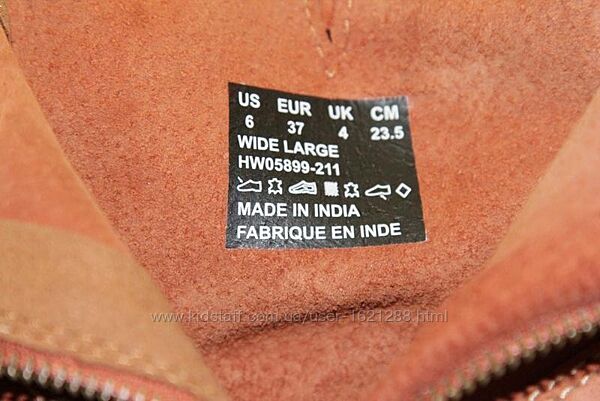 US EUR UK CM
6 37 4 23.5
WIDE LARGE
HW05899-211
MADE IN INDIA
FABRIQUE EN INDE
www.kidstaff.com.ua/user-1621288.html